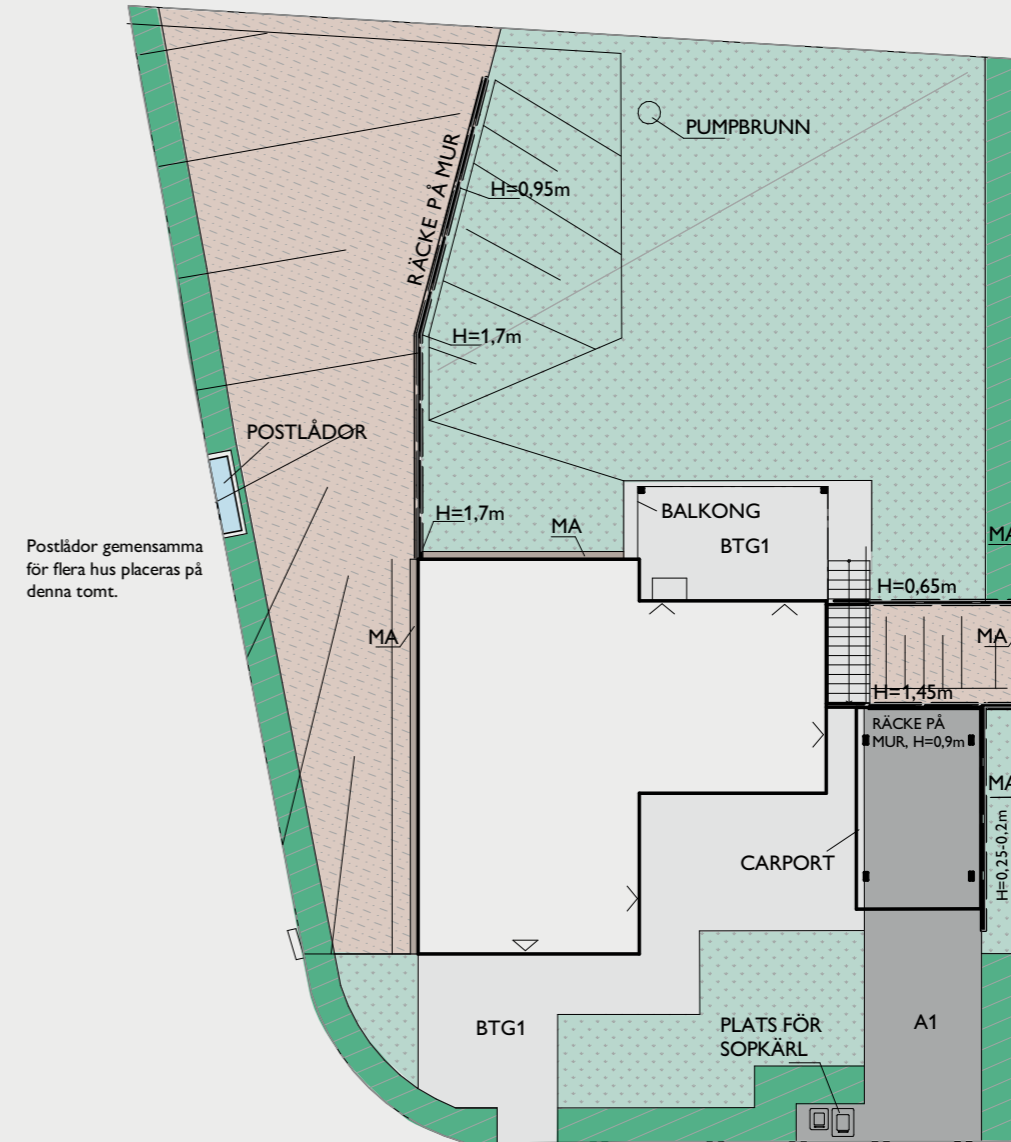 PUMPBRUNN
RÄCKE PÅ MUR
H=0,95m
H=1,7m
POSTLÅDOR
H=1,7m
BALKONG
MA
BTG1
MA
Postlådor gemensamma
för flera hus placeras på
denna tomt.
H=0,65m
MA
MA
H=1,45m
RÄCKE PÅ
MUR, H=0,9m
MA
H=0,25-0,2m
CARPORT
BTG1
PLATS FÖR
SOPKÄRL
A1